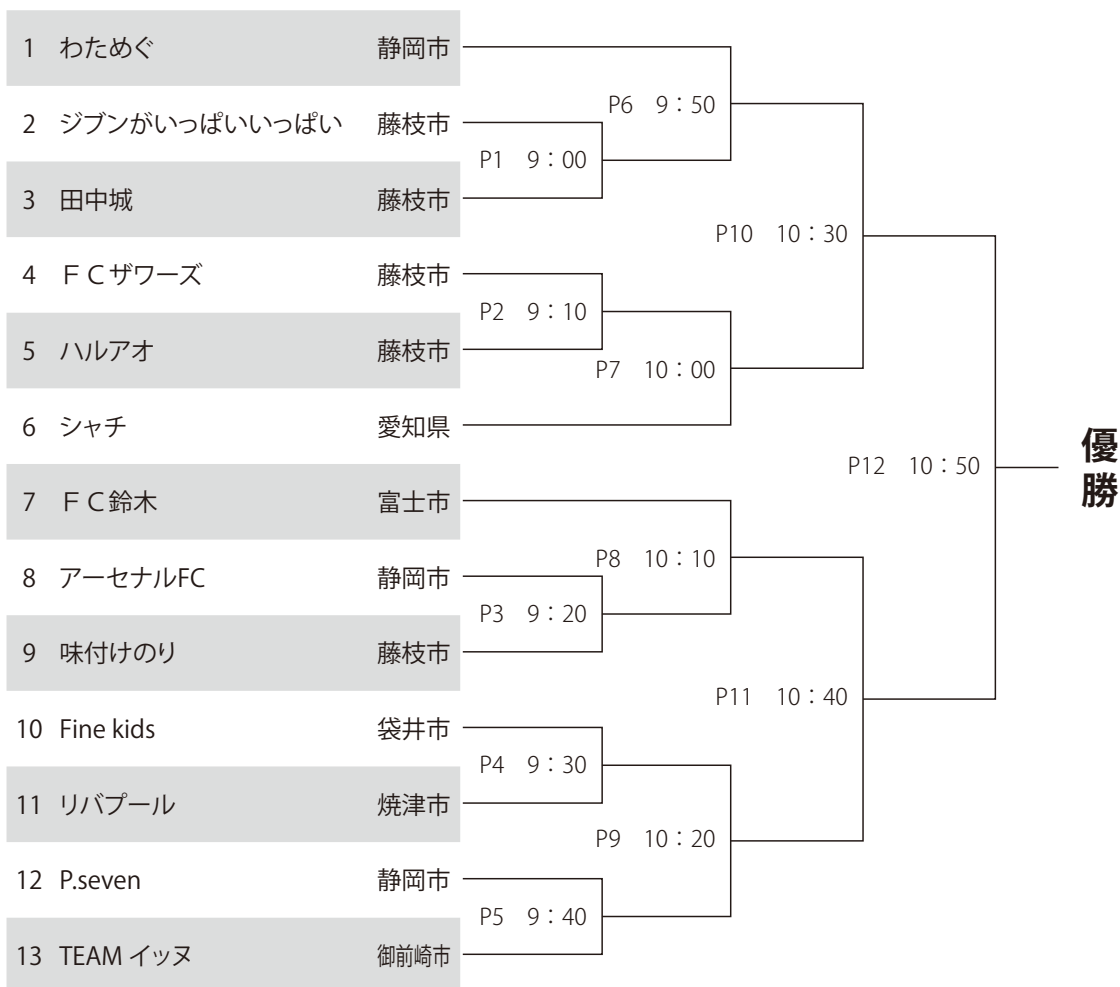 1 わためぐ 静岡市
2 ジブンがいっぱいいっぱい 藤枝市
3 田中城 藤枝市
4 ＦＣザワーズ 藤枝市
5 ハルアオ 藤枝市
6 シャチ 愛知県
7 ＦＣ鈴木 富士市
8 アーセナルFC 静岡市
9 味付けのり 藤枝市
10 Fine kids 袋井市
11 リバプール 焼津市
12 P.seven 静岡市
13 TEAM イッヌ 御前崎市
P1 9：00
P2 9：10
P3 9：20
P4 9：30
P5 9：40
P6 9：50
P7 10：00
P8 10：10
P9 10：20
P10 10：30
P11 10：40
P12 10：50
優勝